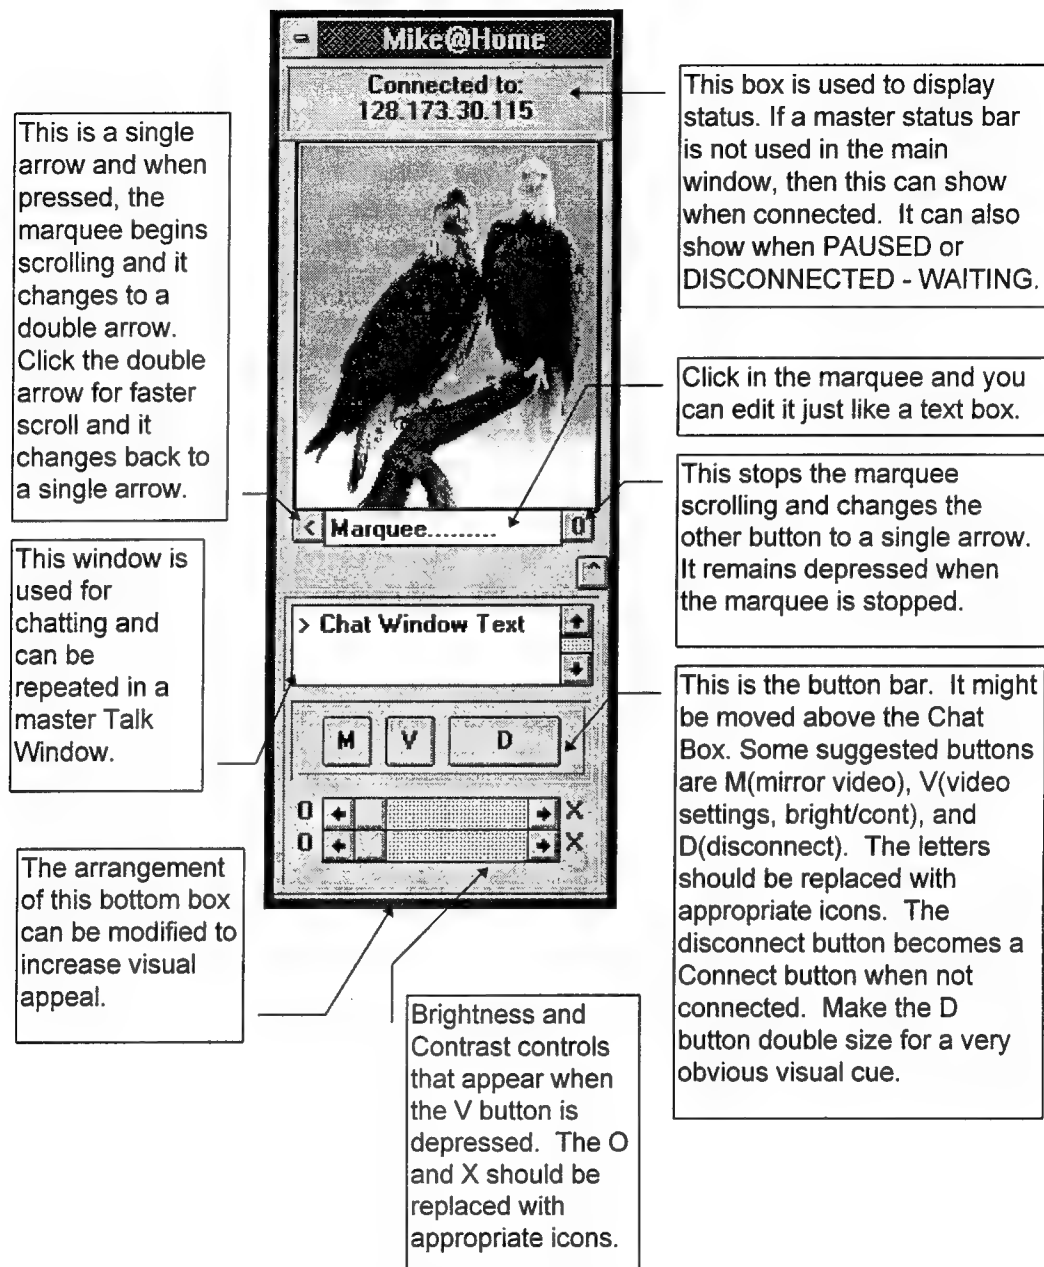 Mike@Home
Connected to:
128.173.30.115
This box is used to display
status. If a master status bar
is not used in the main
window, then this can show
when connected. It can also
show when PAUSED or
DISCONNECTED - WAITING.
This is a single
arrow and when
pressed, the
marquee begins
scrolling and it
changes to a
double arrow.
Click the double
arrow for faster
scroll and it
changes back to
a single arrow.
Click in the marquee and you
can edit it just like a text box.
< Marquee......... 0
This stops the marquee
scrolling and changes the
other button to a single arrow.
It remains depressed when
the marquee is stopped.
^
This window is
used for
chatting and
can be
repeated in a
master Talk
Window.
> Chat Window Text
M V D
This is the button bar. It might
be moved above the Chat
Box. Some suggested buttons
are M(mirror video), V(video
settings, bright/cont), and
D(disconnect). The letters
should be replaced with
appropriate icons. The
disconnect button becomes a
Connect button when not
connected. Make the D
button double size for a very
obvious visual cue.
0 X
0 X
The arrangement
of this bottom box
can be modified to
increase visual
appeal.
Brightness and
Contrast controls
that appear when
the V button is
depressed. The O
and X should be
replaced with
appropriate icons.